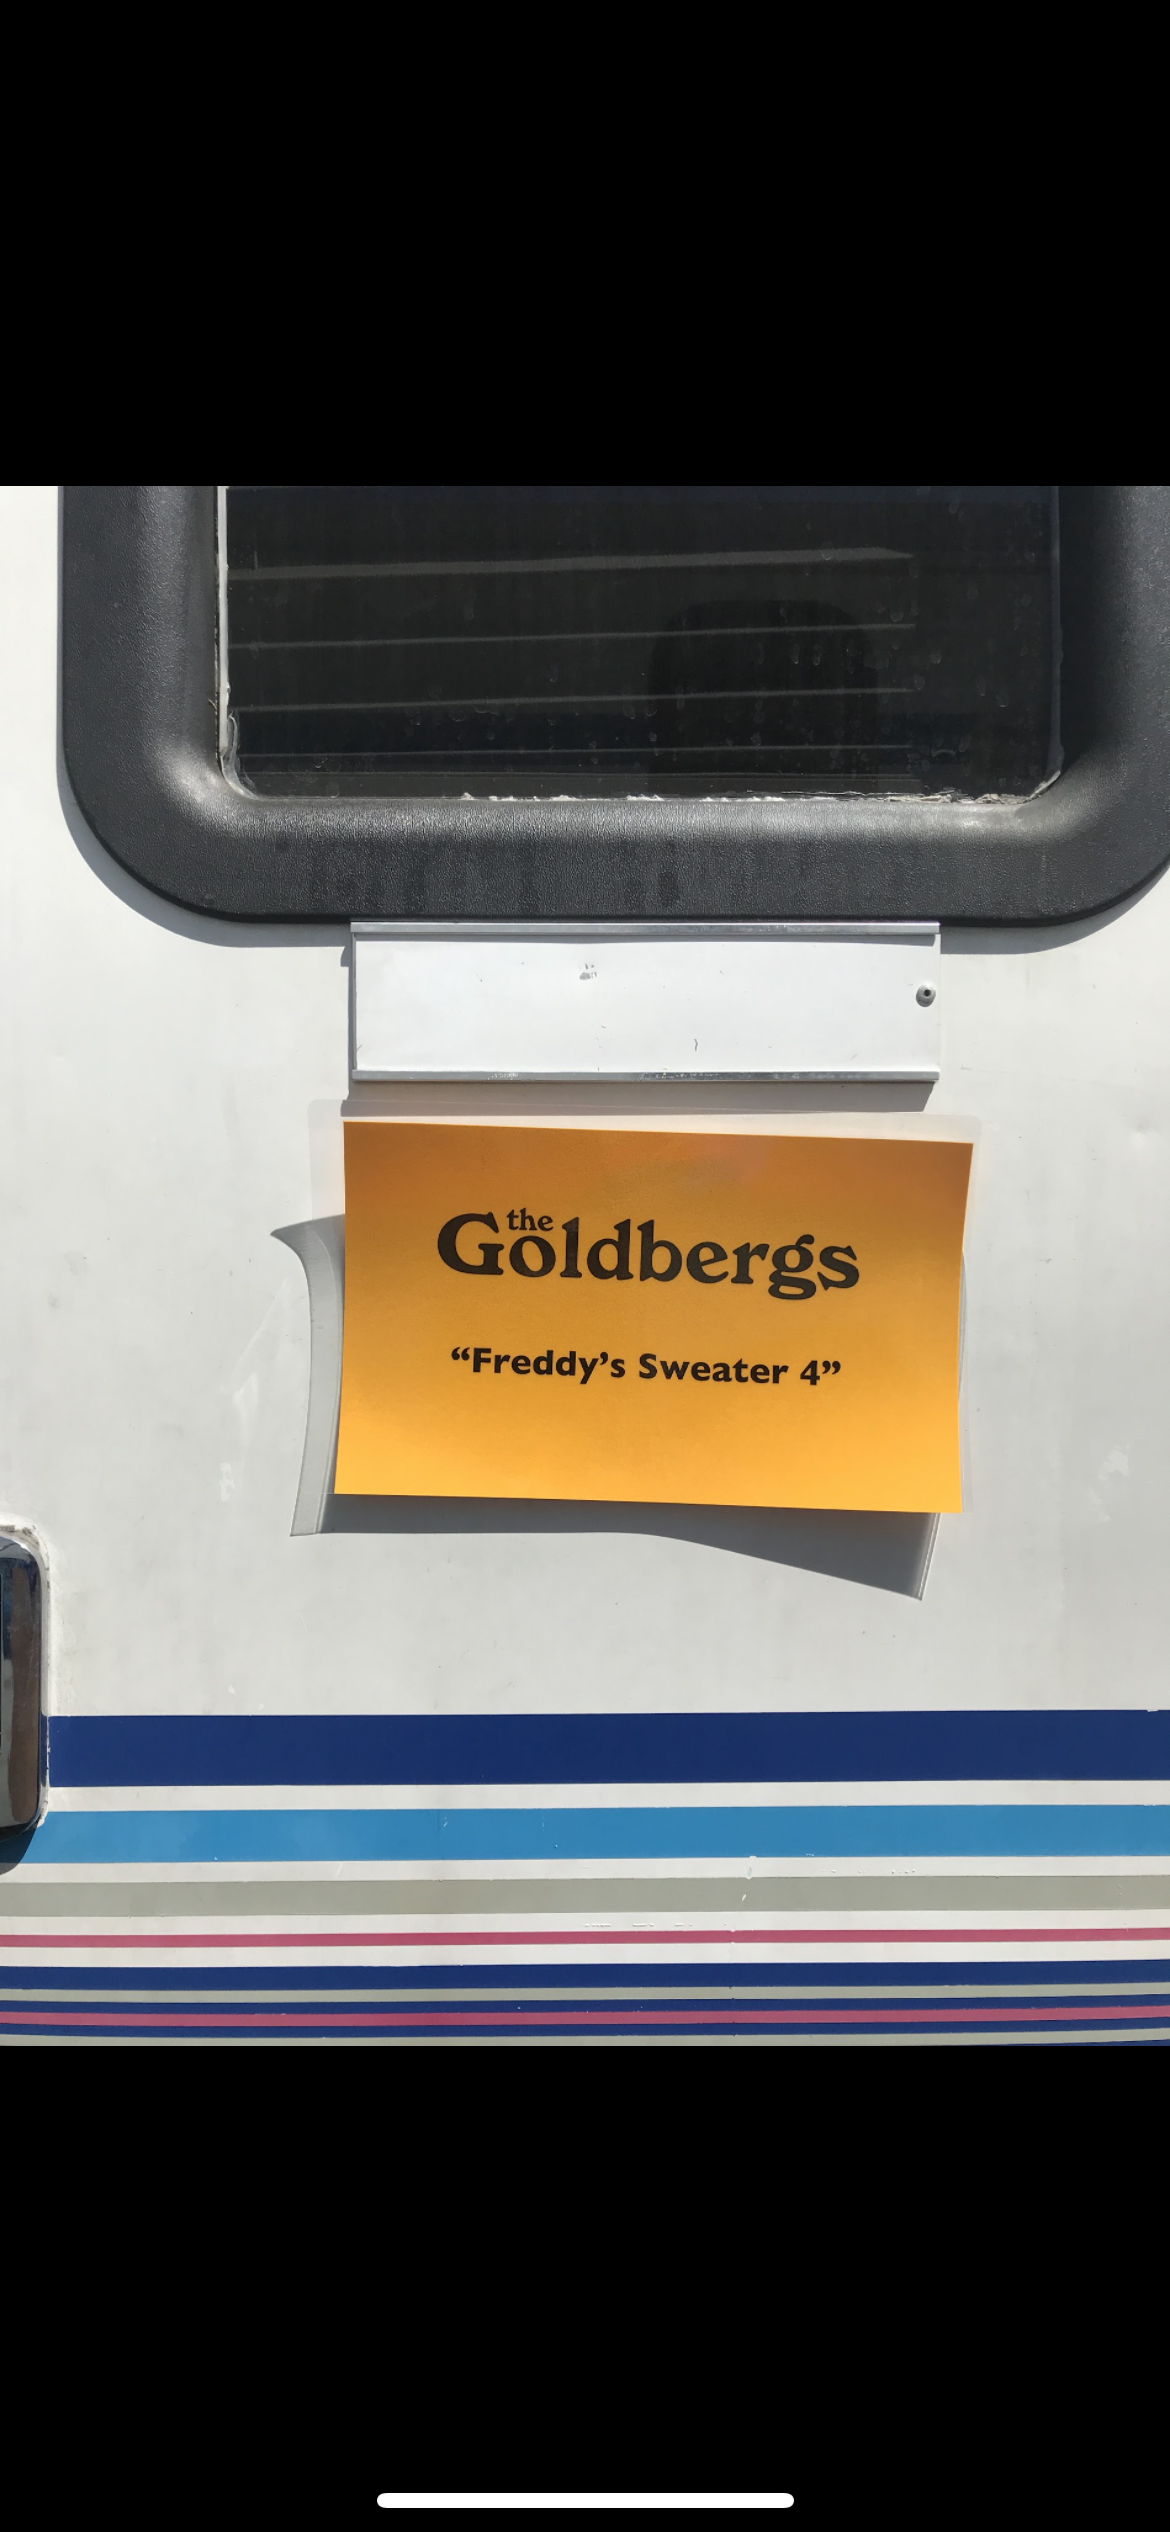 the
Goldbergs
“Freddy’s Sweater 4”